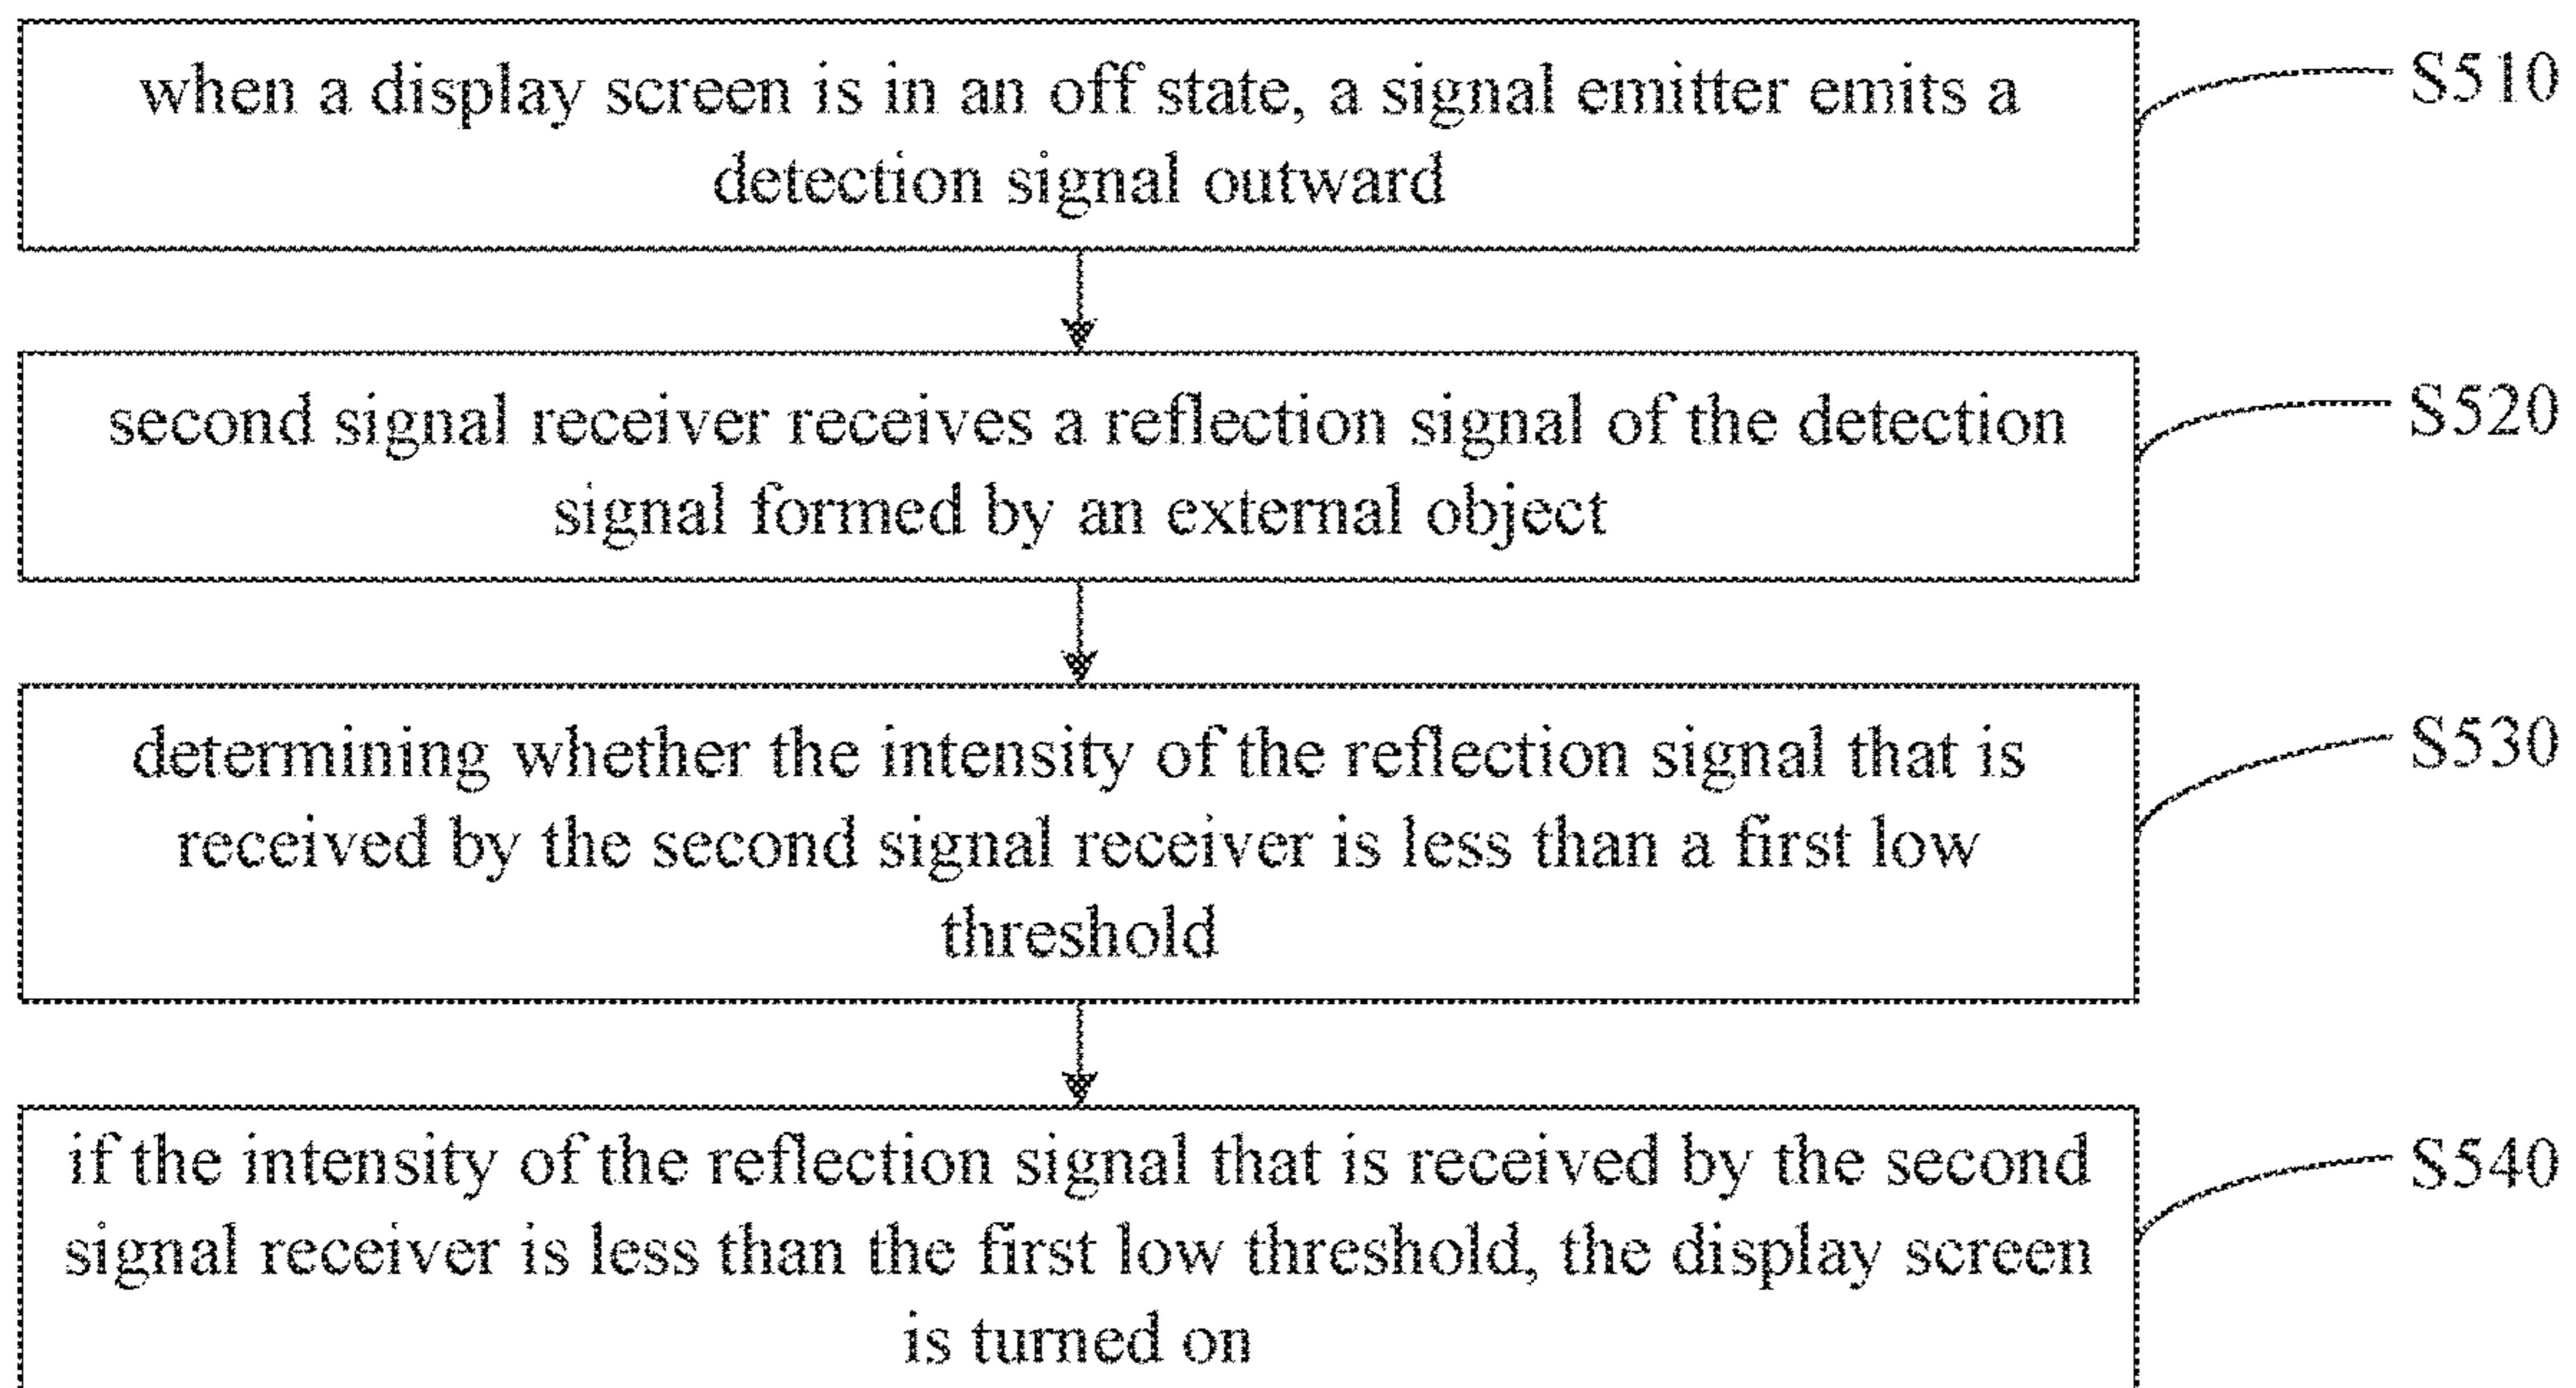 when a display screen is in an off state, a signal emitter emits a
detection signal outward
S510
second signal receiver receives a reflection signal of the detection
signal formed by an external object
S520
determining whether the intensity of the reflection signal that is
received by the second signal receiver is less than a first low
threshold
S530
if the intensity of the reflection signal that is received by the second
signal receiver is less than the first low threshold, the display screen
is turned on
S540